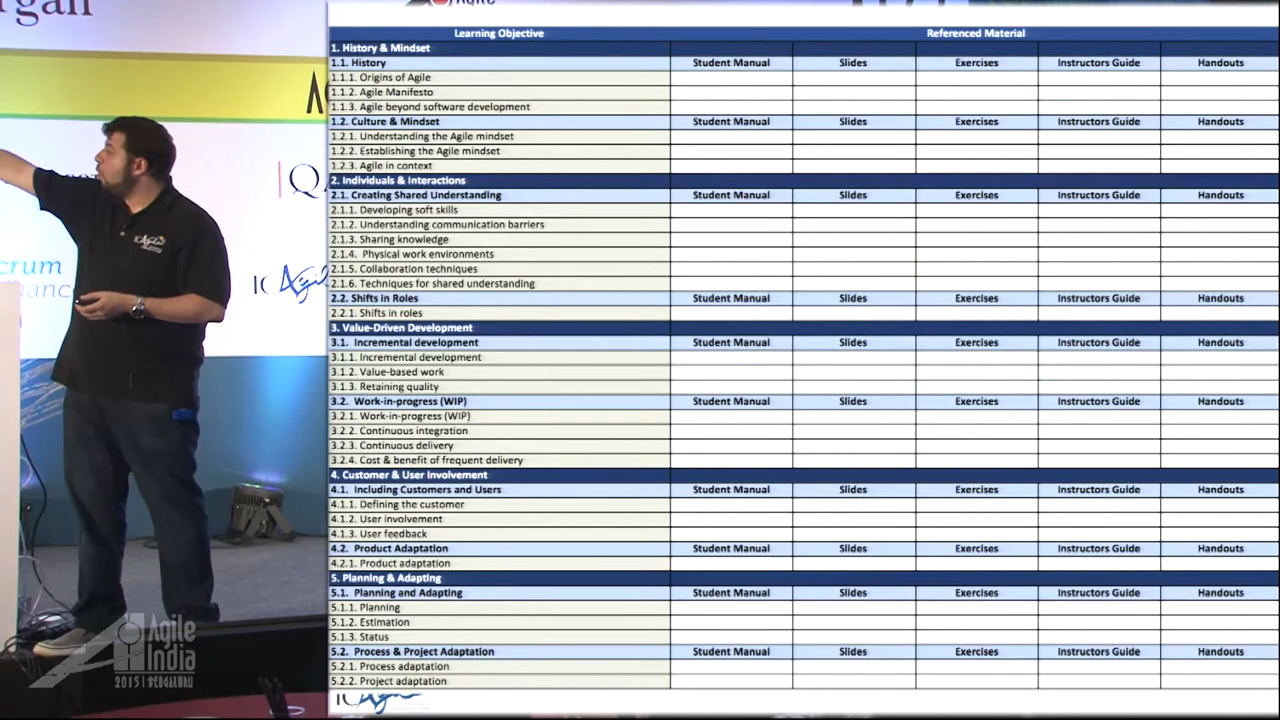 rgan
Agile
Learning Objective Referenced Material
1. History & Mindset
1.1. History Student Manual Slides Exercises Instructors Guide Handouts
1.1.1. Origins of Agile
1.1.2. Agile Manifesto
1.1.3. Agile beyond software development
1.2. Culture & Mindset Student Manual Slides Exercises Instructors Guide Handouts
1.2.1. Understanding the Agile mindset
1.2.2. Establishing the Agile mindset
1.2.3. Agile in context
2. Individuals & Interactions
2.1. Creating Shared Understanding Student Manual Slides Exercises Instructors Guide Handouts
2.1.1. Developing soft skills
2.1.2. Understanding communication barriers
2.1.3. Sharing knowledge
2.1.4. Physical work environments
2.1.5. Collaboration techniques
2.1.6. Techniques for shared understanding
2.2. Shifts in Roles Student Manual Slides Exercises Instructors Guide Handouts
2.2.1. Shifts in roles
3. Value-Driven Development
3.1. Incremental development Student Manual Slides Exercises Instructors Guide Handouts
3.1.1. Incremental development
3.1.2. Value-based work
3.1.3. Retaining quality
3.2. Work-in-progress (WIP) Student Manual Slides Exercises Instructors Guide Handouts
3.2.1. Work-in-progress (WIP)
3.2.2. Continuous integration
3.2.3. Continuous delivery
3.2.4. Cost & benefit of frequent delivery
4. Customer & User Involvement
4.1. Including Customers and Users Student Manual Slides Exercises Instructors Guide Handouts
4.1.1. Defining the customer
4.1.2. User involvement
4.1.3. User feedback
4.2. Product Adaptation Student Manual Slides Exercises Instructors Guide Handouts
4.2.1. Product adaptation
5. Planning & Adapting
5.1. Planning and Adapting Student Manual Slides Exercises Instructors Guide Handouts
5.1.1. Planning
5.1.2. Estimation
5.1.3. Status
5.2. Process & Project Adaptation Student Manual Slides Exercises Instructors Guide Handouts
5.2.1. Process adaptation
5.2.2. Project adaptation
ICAgile
crum
ianc
IC Agil
Agile
India
2015 | BENGALURU